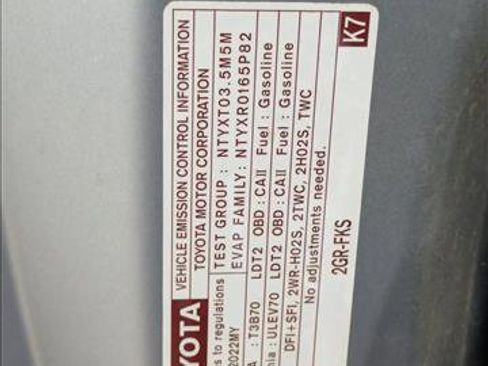 K7
VEHICLE EMISSION CONTROL INFORMATION
TOYOTA MOTOR CORPORATION
s to regulations
2022MY
TEST GROUP : NTYXT03.5M5M
EVAP FAMILY: NTYXR0165P82
: T3B70 LDT2 OBD : CAII Fuel : Gasoline
: ULEV70 LDT2 OBD : CAII Fuel : Gasoline
DFI+SFI, 2WR-HO2S, 2TWC, 2HO2S, TWC
No adjustments needed.
2GR-FKS